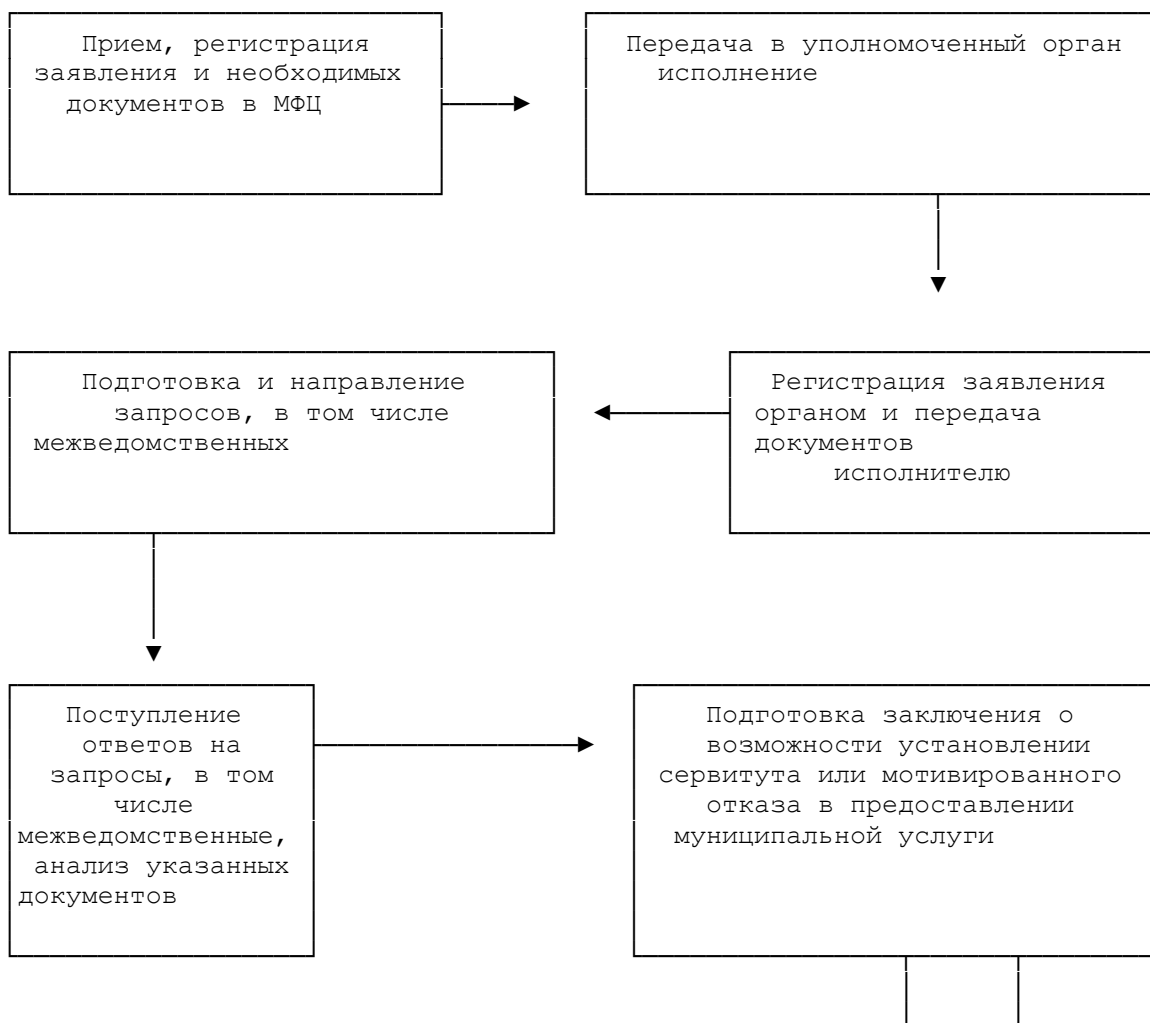 Прием, регистрация
заявления и необходимых
документов в МФЦ
Передача в уполномоченный орган
исполнение
Регистрация заявления
органом и передача
документов
исполнителю
Подготовка и направление
запросов, в том числе
межведомственных
Поступление
ответов на
запросы, в том
числе
межведомственные,
анализ указанных
документов
Подготовка заключения о
возможности установлении
сервитута или мотивированного
отказа в предоставлении
муниципальной услуги